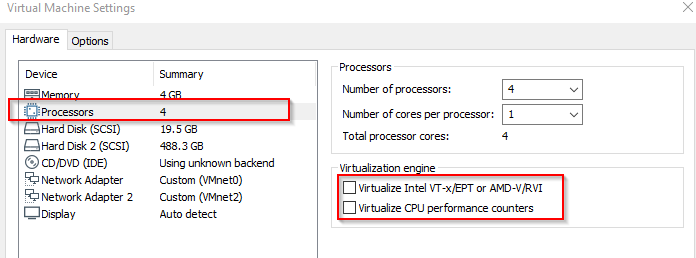 Virtual Machine Settings
Hardware Options
Device Summary
Memory 4 GB
Processors 4
Hard Disk (SCSI) 19.5 GB
Hard Disk 2 (SCSI) 488.3 GB
CD/DVD (IDE) Using unknown backend
Network Adapter Custom (VMnet0)
Network Adapter 2 Custom (VMnet2)
Display Auto detect
Processors
Number of processors: 4
Number of cores per processor: 1
Total processor cores: 4
Virtualization engine
Virtualize Intel VT-x/EPT or AMD-V/RVI
Virtualize CPU performance counters